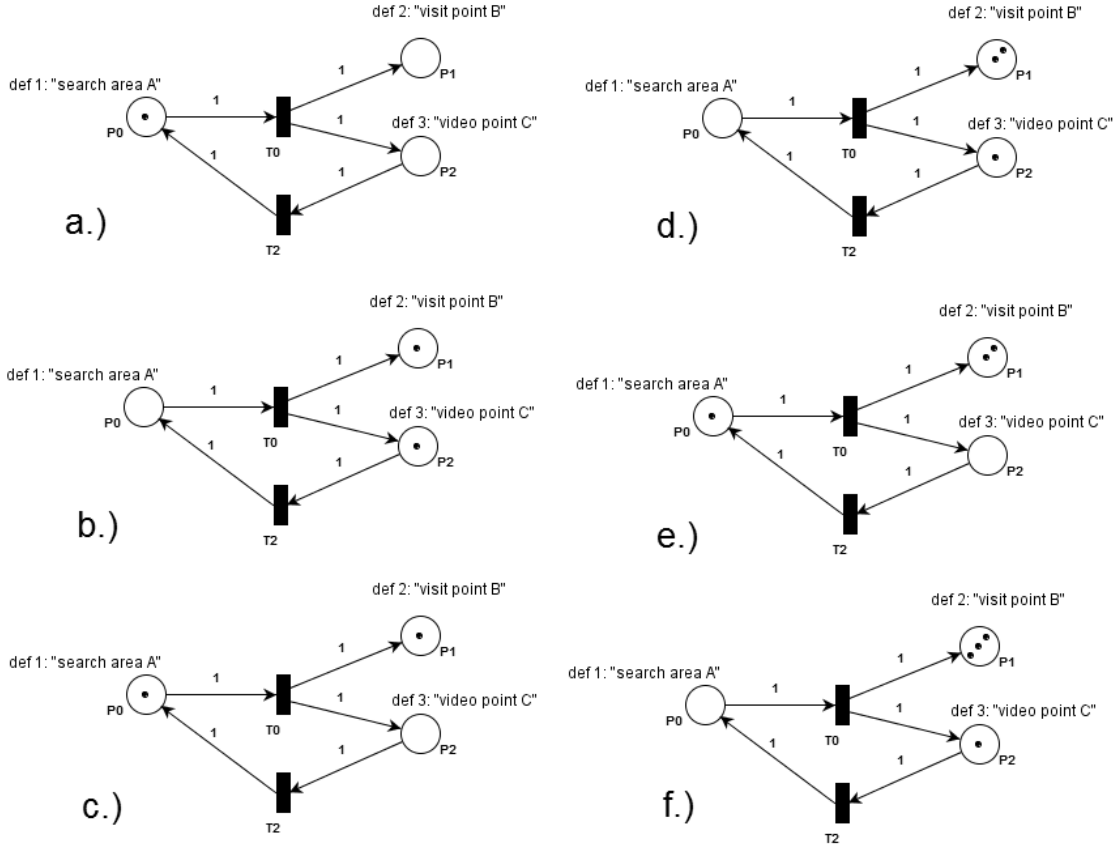 def 2: "visit point B"
1
P1
def 1: "search area A"
1
P0
T0
1
def 3: "video point C"
P2
1
1
T2
a.)
def 2: "visit point B"
1
P1
def 1: "search area A"
1
P0
T0
1
def 3: "video point C"
P2
1
1
T2
b.)
def 2: "visit point B"
1
P1
def 1: "search area A"
1
P0
T0
1
def 3: "video point C"
P2
1
1
T2
c.)
def 2: "visit point B"
1
P1
def 1: "search area A"
1
P0
T0
1
def 3: "video point C"
P2
1
1
T2
d.)
def 2: "visit point B"
1
P1
def 1: "search area A"
1
P0
T0
1
def 3: "video point C"
P2
1
1
T2
e.)
def 2: "visit point B"
1
P1
def 1: "search area A"
1
P0
T0
1
def 3: "video point C"
P2
1
1
T2
f.)